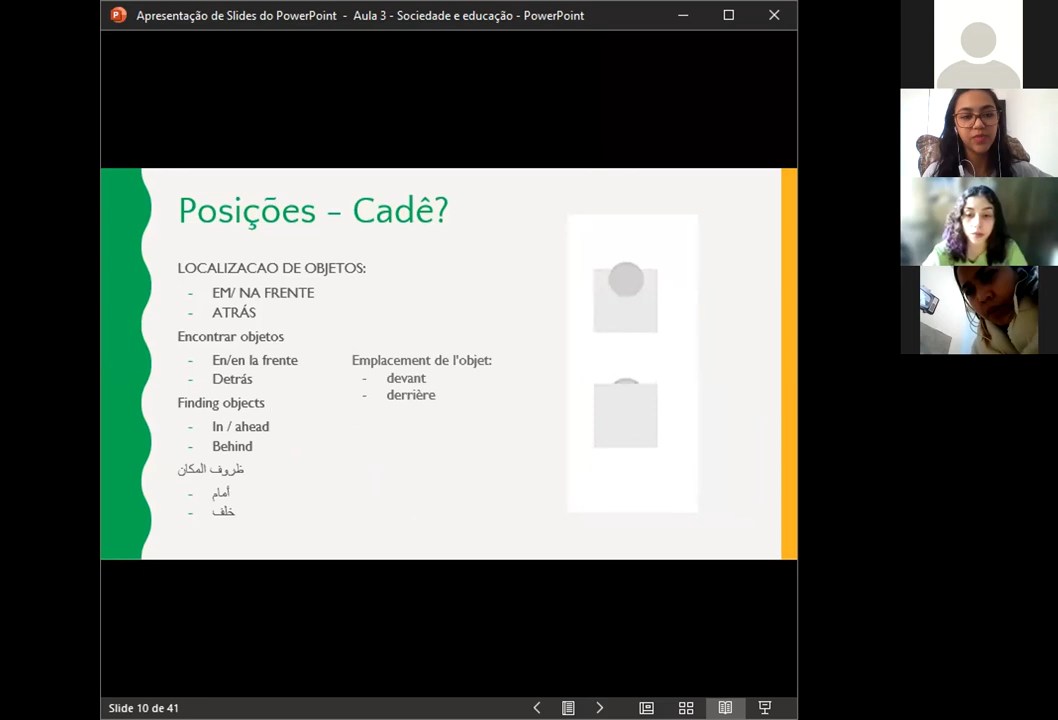 Apresentação de Slides do PowerPoint - Aula 3 - Sociedade e educação - PowerPoint
Posições - Cadê?
LOCALIZACAO DE OBJETOS:
- EM/ NA FRENTE
- ATRÁS
Encontrar objetos
- En/en la frente
- Detrás
Finding objects
- In / ahead
- Behind
ظروف المكان
- أمام
- خلف
Emplacement de l'objet:
- devant
- derrière
Slide 10 de 41